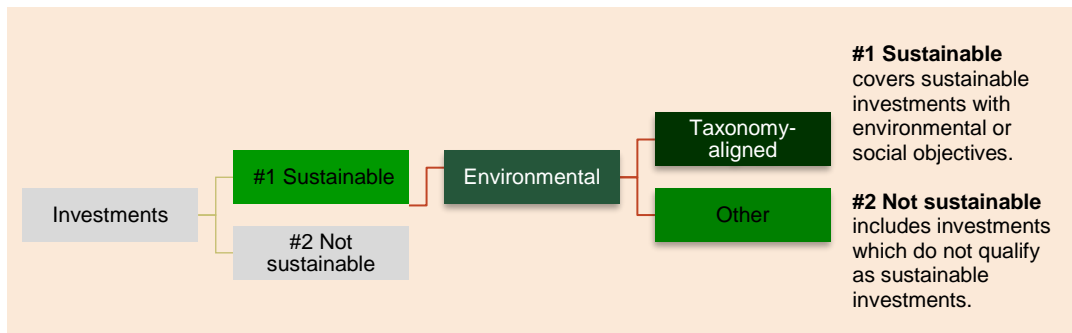 Investments
#1 Sustainable
#2 Not
sustainable
Environmental
Taxonomy-
aligned
Other
#1 Sustainable
covers sustainable
investments with
environmental or
social objectives.
#2 Not sustainable
includes investments
which do not qualify
as sustainable
investments.